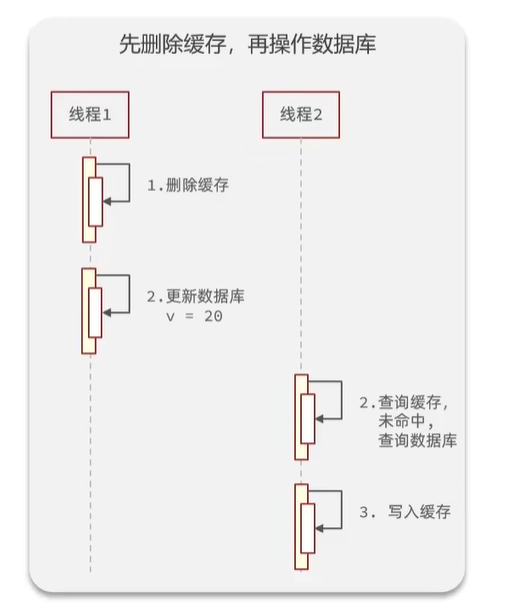 先删除缓存，再操作数据库
线程1
线程2
1.删除缓存
2.更新数据库
v = 20
2.查询缓存，
未命中，
查询数据库
3. 写入缓存